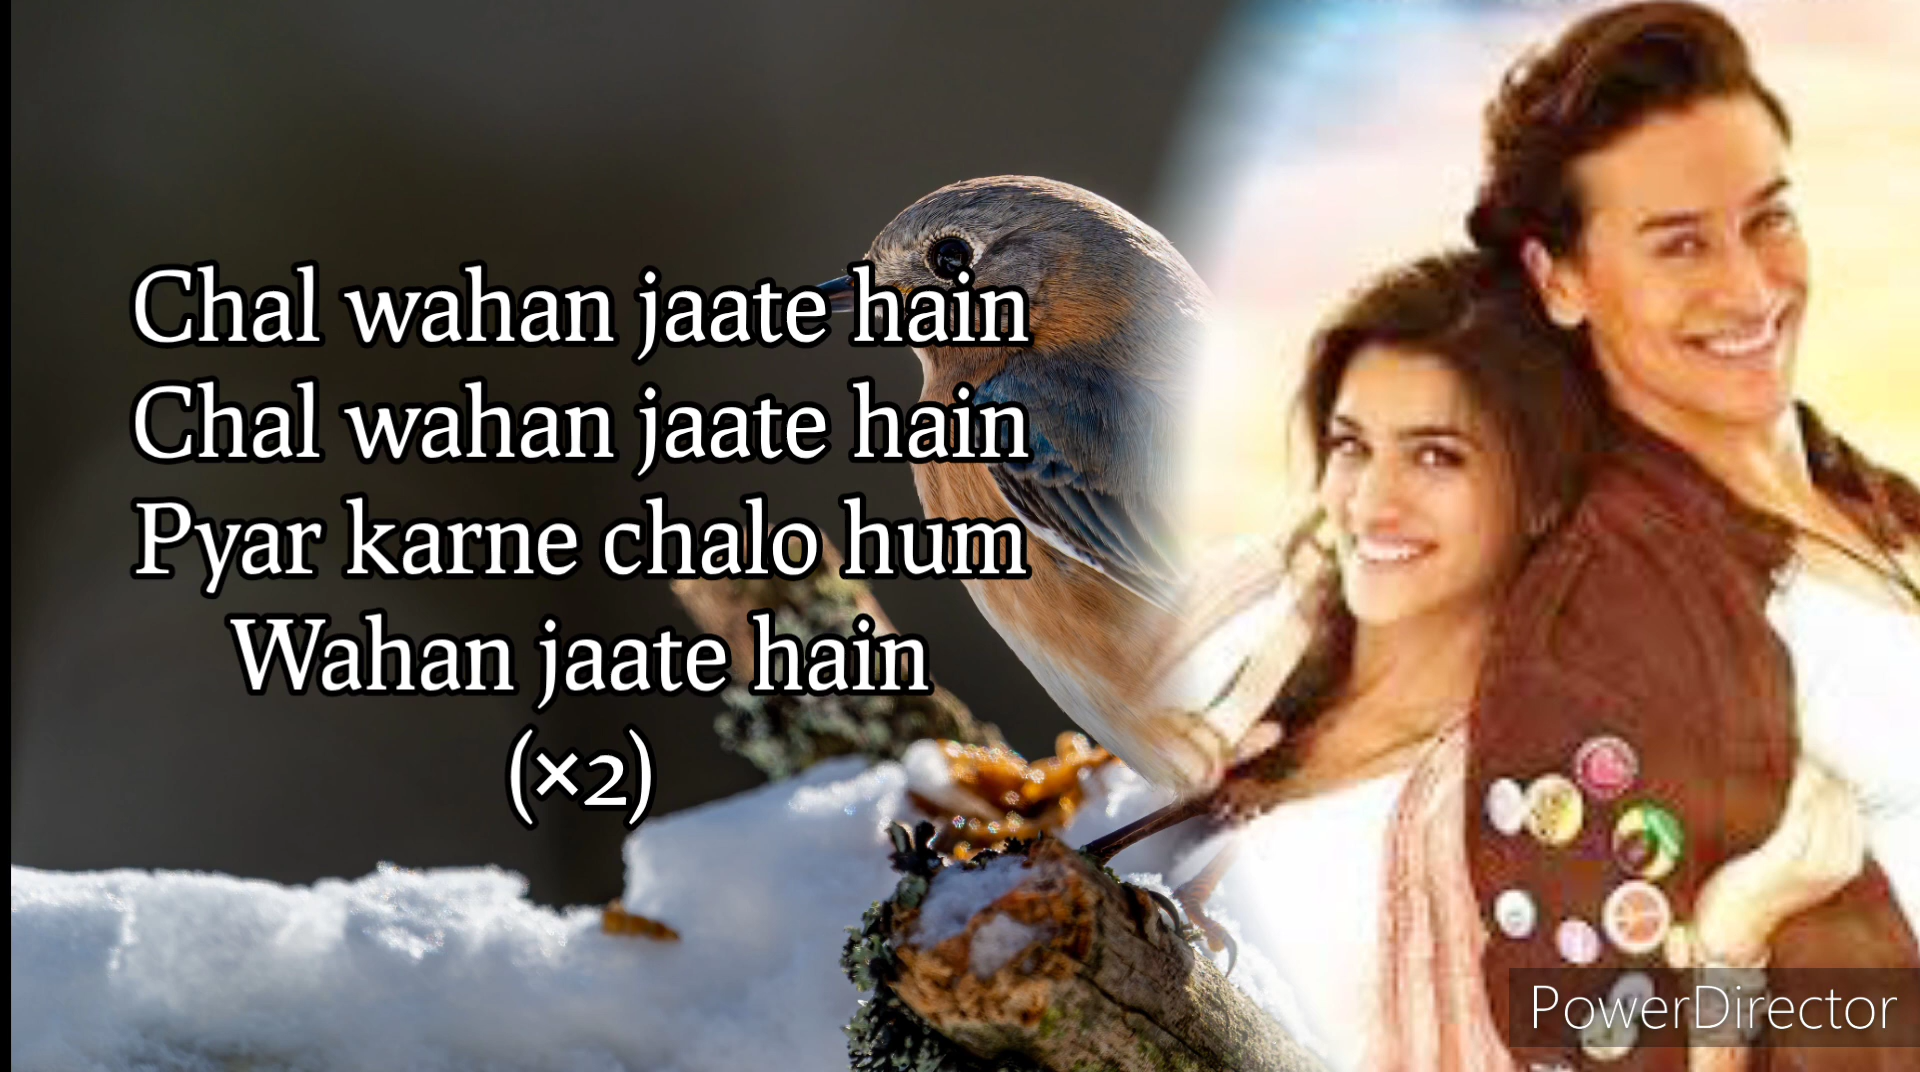 Chal wahan jaate hain
Chal wahan jaate hain
Pyar karne chalo hum
Wahan jaate hain
(×2)
PowerDirector